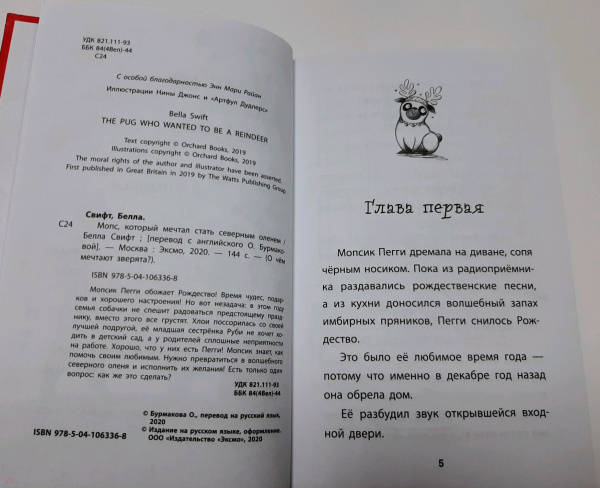 УДК 821.111-93
ББК 84(4Вел)-44
С24
С особой благодарностью Энн Мари Райан
Иллюстрации Нины Джонс и «Артфул Дудлерс»
Bella Swift
THE PUG WHO WANTED TO BE A REINDEER
Text copyright © Orchard Books, 2019
Illustrations copyright © Orchard Books, 2019
The moral rights of the author and illustrator have been asserted.
First published in Great Britain in 2019 by The Watts Publishing Group
Свифт, Белла.
С24 Мопс, который мечтал стать северным оленем /
Белла Свифт ; [перевод с английского О. Бурмако-
вой]. — Москва : Эксмо, 2020. — 144 с. — (О чём
мечтают зверята?).
ISBN 978-5-04-106336-8
Мопсик Пегги обожает Рождество! Время чудес, подар-
ков и хорошего настроения! Но вот незадача: в этом году
семья собачки не спешит радоваться предстоящему празд-
нику, вместо этого все грустят. Хлои поссорилась со своей
лучшей подругой, её младшая сестрёнка Руби не хочет хо-
дить в детский сад, а у родителей сплошные неприятности
на работе. Хорошо, что у них есть Пегги! Мопсик знает, как
помочь своим любимым. Нужно превратиться в волшебного
северного оленя и исполнить их желания! Есть только один
вопрос: как же это сделать?
УДК 821.111-93
ББК 84(4Вел)-44
© Бурмакова О., перевод на русский язык,
2020
© Издание на русском языке, оформление.
ООО «Издательство «Эксмо», 2020
ISBN 978-5-04-106336-8
Глава первая
Мопсик Пегги дремала на диване, сопя
чёрным носиком. Пока из радиоприёмни-
ка раздавались рождественские песни,
а из кухни доносился волшебный запах
имбирных пряников, Пегги снилось Рож-
дество.
Это было её любимое время года —
потому что именно в декабре год назад
она обрела дом.
Её разбудил звук открывшейся вход-
ной двери.
5